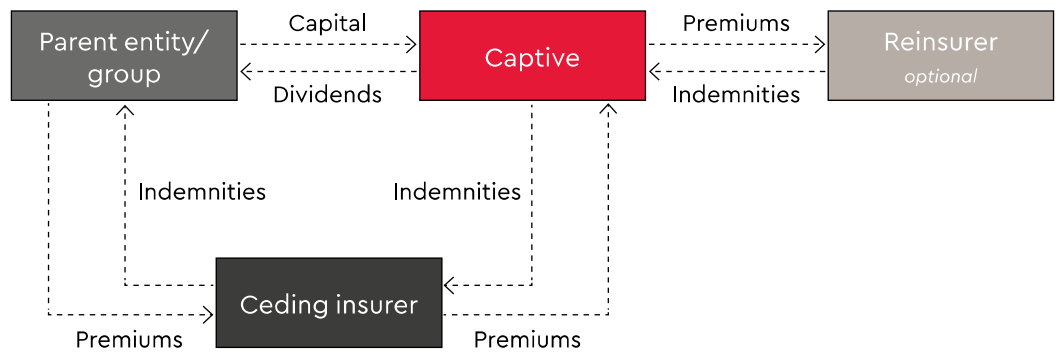 Parent entity/
group
Capital
Dividends
Captive
Premiums
Indemnities
Reinsurer
optional
Indemnities
Indemnities
Ceding insurer
Premiums
Premiums